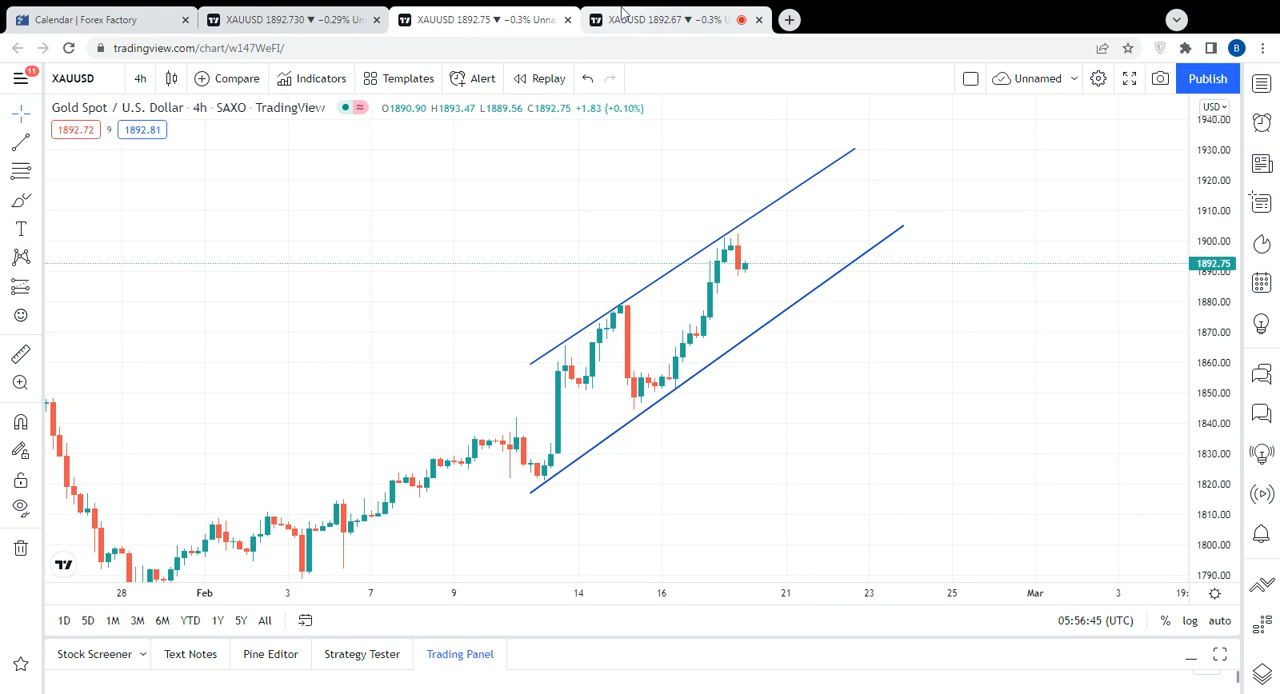 Calendar | Forex Factory
XAUUSD 1892.730 ▼ −0.29% Un
XAUUSD 1892.75 ▼ −0.3% Unna
XAUUSD 1892.67 ▼ −0.3% U
tradingview.com/chart/w147WeFI/
B
11
XAUUSD
4h
Compare
Indicators
Templates
Alert
Replay
Unnamed
Publish
Gold Spot / U.S. Dollar · 4h · SAXO · TradingView
O1890.90 H1893.47 L1889.56 C1892.75 +1.83 (+0.10%)
USD
1892.72 9 1892.81
1940.00
1930.00
1920.00
1910.00
1900.00
1892.75
1890.00
1880.00
1870.00
1860.00
1850.00
1840.00
1830.00
1820.00
1810.00
1800.00
1790.00
28 Feb 3 7 9 14 16 21 23 25 Mar 3 19:
1D 5D 1M 3M 6M YTD 1Y 5Y All
05:56:45 (UTC) % log auto
Stock Screener Text Notes Pine Editor Strategy Tester Trading Panel